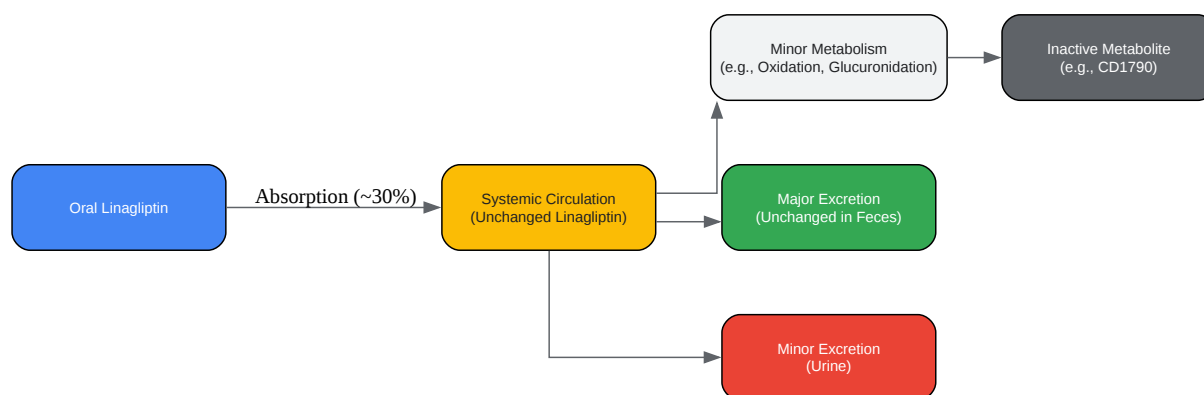 Minor Metabolism
(e.g., Oxidation, Glucuronidation)
Inactive Metabolite
(e.g., CD1790)
Oral Linagliptin
Absorption (~30%)
Systemic Circulation
(Unchanged Linagliptin)
Major Excretion
(Unchanged in Feces)
Minor Excretion
(Urine)